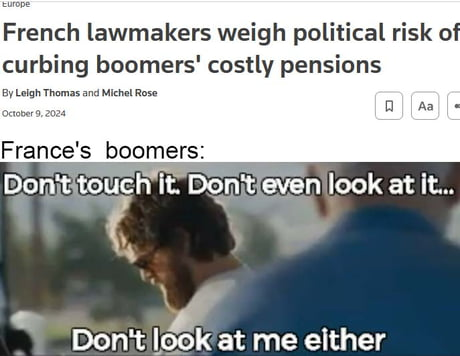 Europe
French lawmakers weigh political risk of
curbing boomers' costly pensions
By Leigh Thomas and Michel Rose
October 9, 2024
Aa
France's boomers:
Don't touch it. Don't even look at it...
Don't look at me either